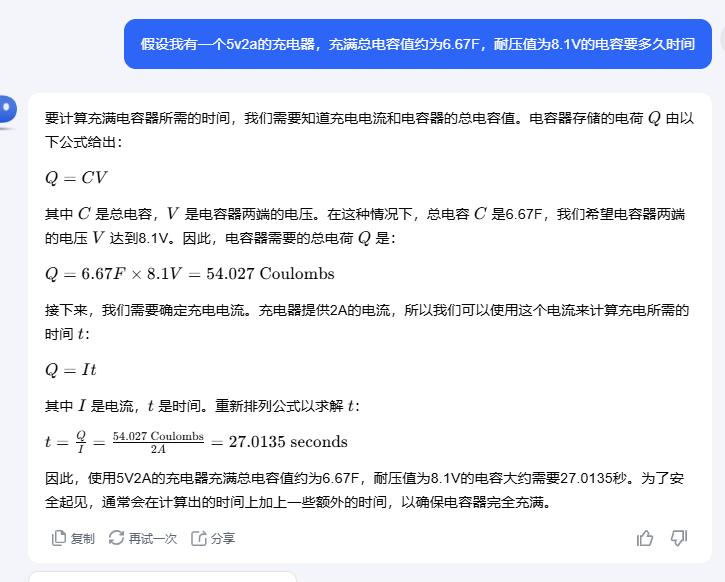 假设我有一个5v2a的充电器，充满总电容值约为6.67F，耐压值为8.1V的电容要多久时间
要计算充满电容器所需的时间，我们需要知道充电电流和电容器的总电容值。电容器存储的电荷 Q 由以
下公式给出：
Q = CV
其中 C 是总电容，V 是电容器两端的电压。在这种情况下，总电容 C 是6.67F，我们希望电容器两端
的电压 V 达到8.1V。因此，电容器需要的总电荷 Q 是：
Q = 6.67F × 8.1V = 54.027 Coulombs
接下来，我们需要确定充电电流。充电器提供2A的电流，所以我们可以使用这个电流来计算充电所需的
时间 t：
Q = It
其中 I 是电流，t 是时间。重新排列公式以求解 t：
t = Q/I = 54.027 Coulombs/2A = 27.0135 seconds
因此，使用5V2A的充电器充满总电容值约为6.67F，耐压值为8.1V的电容大约需要27.0135秒。为了安
全起见，通常会在计算出的时间上加上一些额外的时间，以确保电容器完全充满。
复制 再试一次 分享